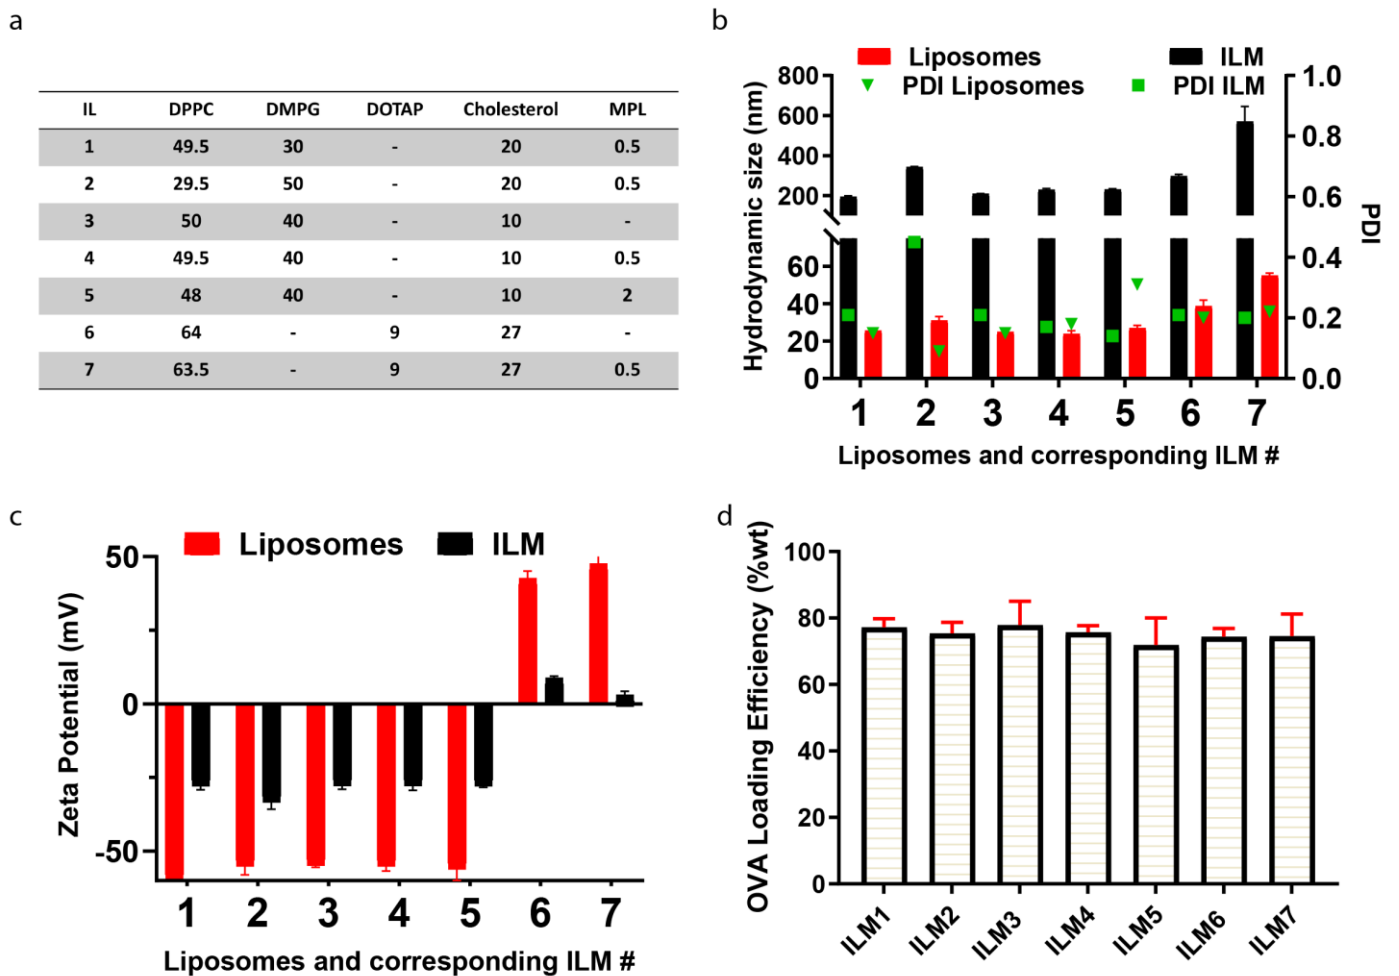 a
IL DPPC DMPG DOTAP Cholesterol MPL
1 49.5 30 - 20 0.5
2 29.5 50 - 20 0.5
3 50 40 - 10 -
4 49.5 40 - 10 0.5
5 48 40 - 10 2
6 64 - 9 27 -
7 63.5 - 9 27 0.5
b
Liposomes ILM
PDI Liposomes PDI ILM
Hydrodynamic size (nm)
800
600
400
200
60
40
20
0
1.0
0.8
0.6
0.4
0.2
0.0
PDI
1 2 3 4 5 6 7
Liposomes and corresponding ILM #
c
Liposomes ILM
Zeta Potential (mV)
50
0
-50
1 2 3 4 5 6 7
Liposomes and corresponding ILM #
d
OVA Loading Efficiency (%wt)
100
80
60
40
20
0
ILM1 ILM2 ILM3 ILM4 ILM5 ILM6 ILM7